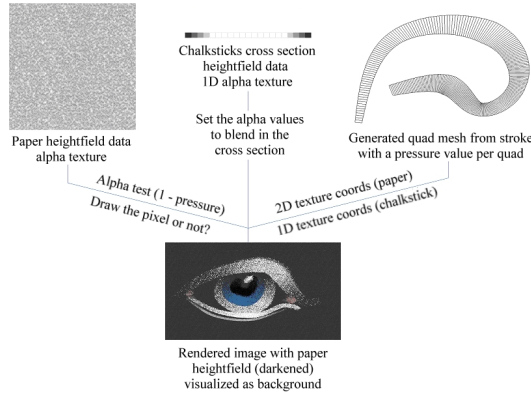 Chalksticks cross section
heightfield data
1D alpha texture
Set the alpha values
to blend in the
cross section
Paper heightfield data
alpha texture
Generated quad mesh from stroke
with a pressure value per quad
Alpha test (1 - pressure)
Draw the pixel or not?
2D texture coords (paper)
1D texture coords (chalkstick)
Rendered image with paper
heightfield (darkened)
visualized as background